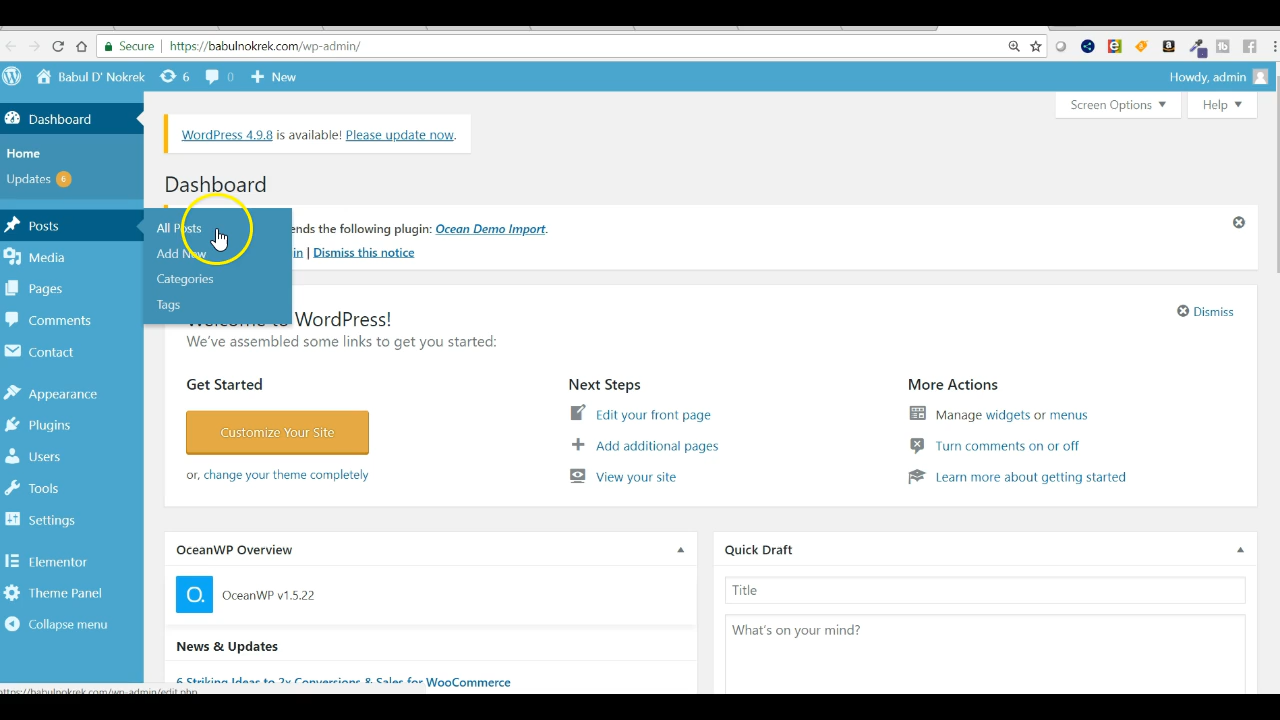 Secure https://babulnokrek.com/wp-admin/
Babul D' Nokrek 6 0 New Howdy, admin
Screen Options Help
Dashboard
Home
Updates 6
Posts
All Posts
Add New
Categories
Tags
Media
Pages
Comments
Contact
Appearance
Plugins
Users
Tools
Settings
Elementor
Theme Panel
Collapse menu
WordPress 4.9.8 is available! Please update now.
Dashboard
ends the following plugin: Ocean Demo Import.
in | Dismiss this notice
Welcome to WordPress!
Dismiss
We've assembled some links to get you started:
Get Started
Customize Your Site
or, change your theme completely
Next Steps
Edit your front page
Add additional pages
View your site
More Actions
Manage widgets or menus
Turn comments on or off
Learn more about getting started
OceanWP Overview
O. OceanWP v1.5.22
News & Updates
6 Striking Ideas to 2x Conversions & Sales for WooCommerce
Quick Draft
Title
What's on your mind?
https://babulnokrek.com/wp-admin/edit.php